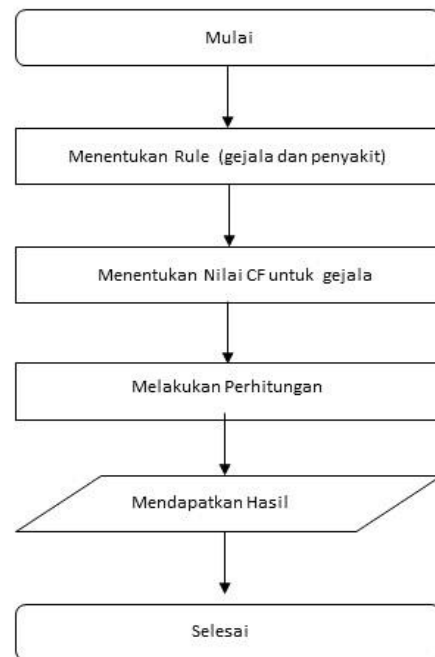 Mulai
Menentukan Rule (gejala dan penyakit)
Menentukan Nilai CF untuk gejala
Melakukan Perhitungan
Mendapatkan Hasil
Selesai